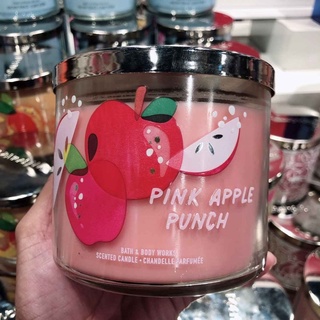 PINK APPLE
PUNCH
BATH & BODY WORKS
SCENTED CANDLE • CHANDELLE PARFUMÉE